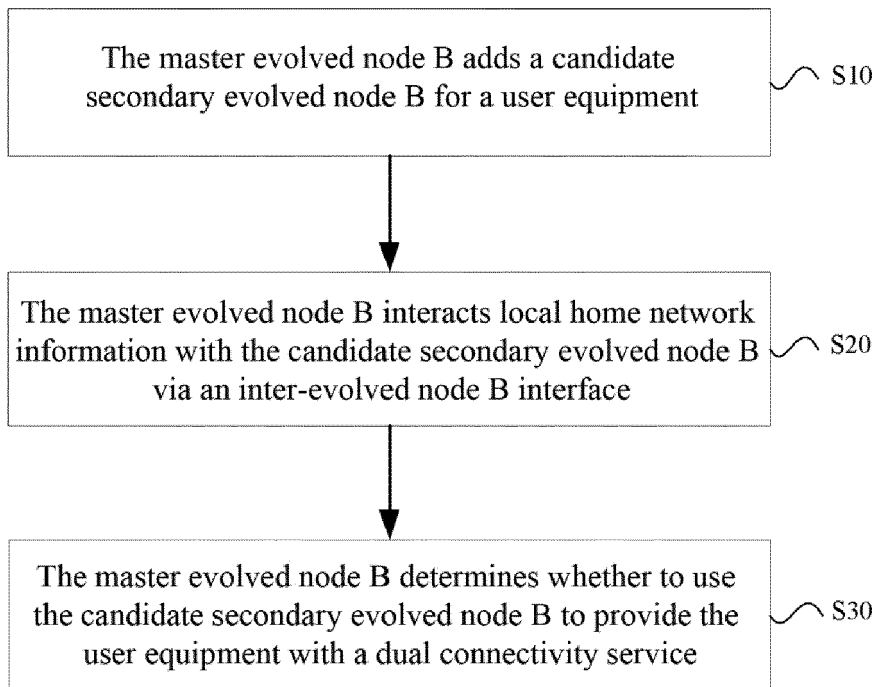 The master evolved node B adds a candidate
secondary evolved node B for a user equipment
S10
The master evolved node B interacts local home network
information with the candidate secondary evolved node B
via an inter-evolved node B interface
S20
The master evolved node B determines whether to use
the candidate secondary evolved node B to provide the
user equipment with a dual connectivity service
S30